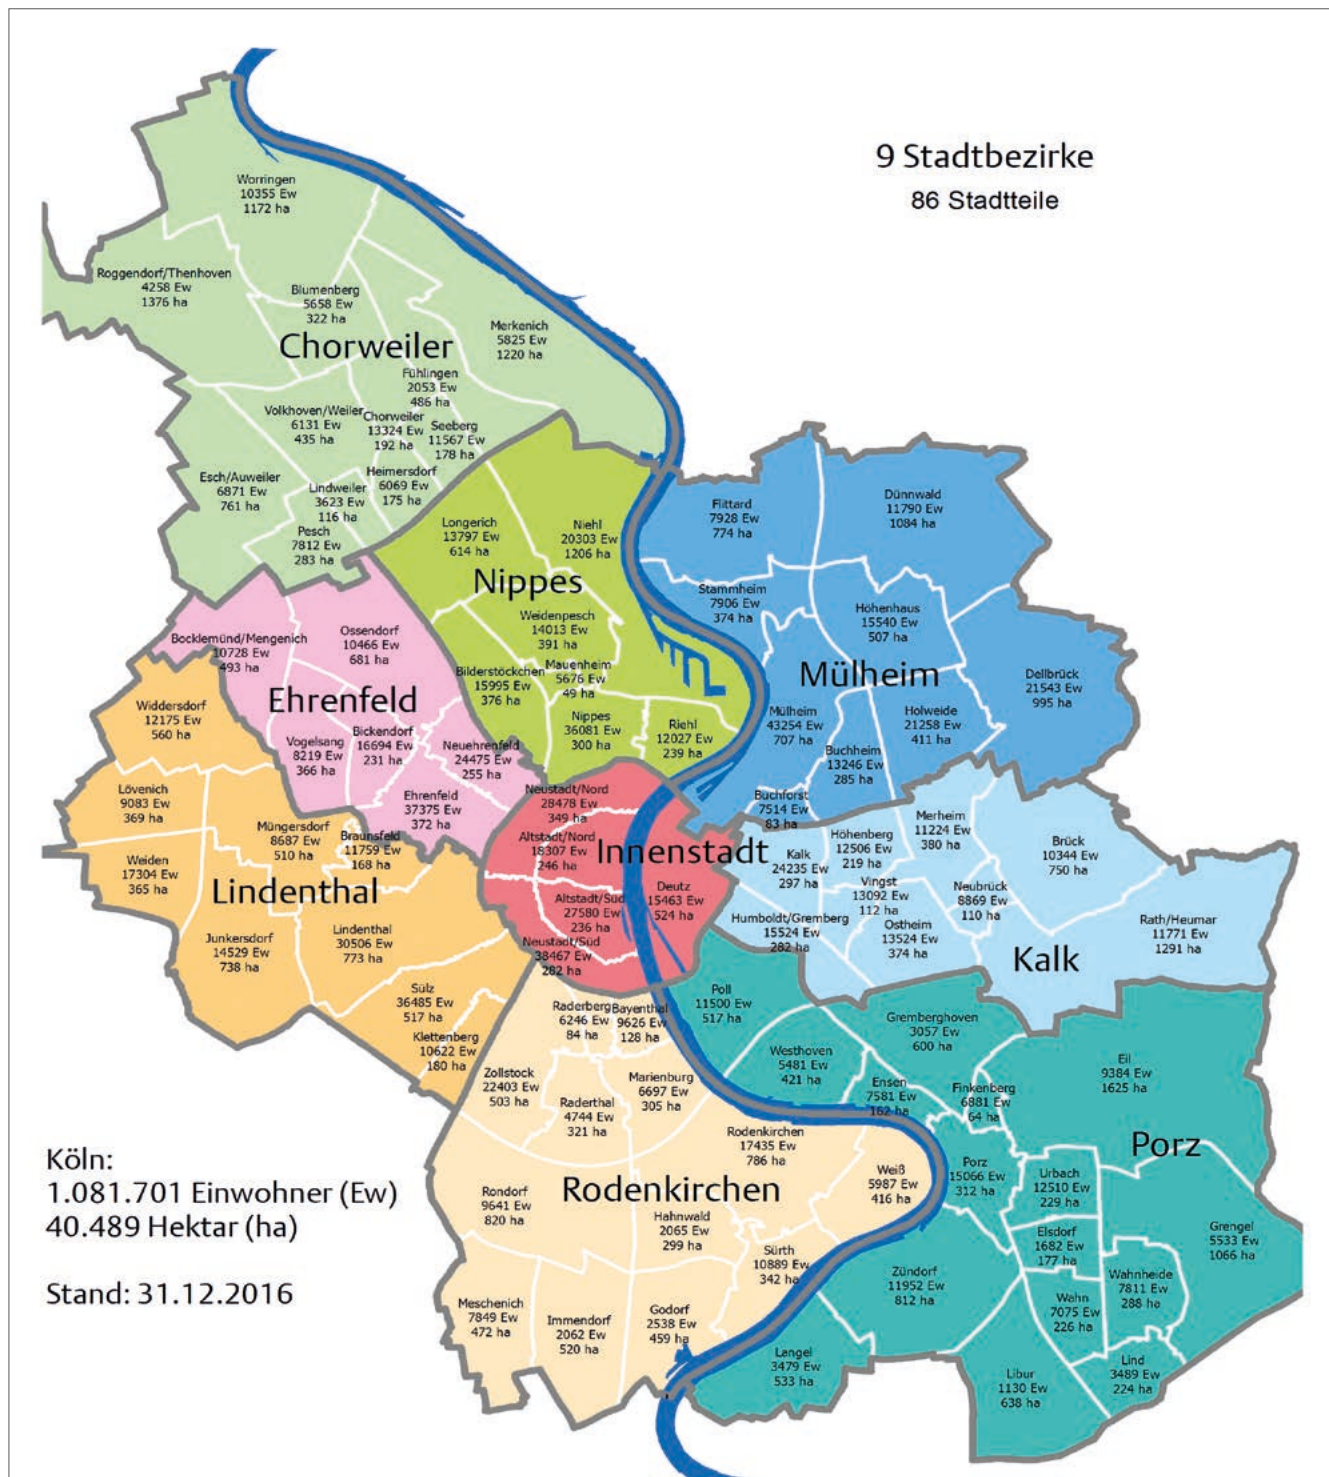 9 Stadtbezirke
86 Stadtteile
Worringen
10355 Ew
1172 ha
Roggendorf/Thenhoven
4258 Ew
1376 ha
Blumenberg
5658 Ew
322 ha
Merkenich
5825 Ew
1220 ha
Chorweiler
Fühlingen
2053 Ew
486 ha
Volkhoven/Weiler
6131 Ew
435 ha
Chorweiler
13324 Ew
192 ha
Seeberg
11567 Ew
178 ha
Esch/Auweiler
6871 Ew
761 ha
Lindweiler
3623 Ew
116 ha
Heimersdorf
6069 Ew
175 ha
Pesch
7812 Ew
283 ha
Longerich
13797 Ew
614 ha
Niehl
20303 Ew
1206 ha
Nippes
Weidenpesch
14013 Ew
391 ha
Mauenheim
5676 Ew
49 ha
Bilderstöckchen
15995 Ew
376 ha
Nippes
36081 Ew
300 ha
Riehl
12027 Ew
239 ha
Flittard
7928 Ew
774 ha
Dünnwald
11790 Ew
1084 ha
Stammheim
7906 Ew
374 ha
Höhenhaus
15540 Ew
507 ha
Mülheim
Dellbrück
21543 Ew
995 ha
Mülheim
43254 Ew
707 ha
Holweide
21258 Ew
411 ha
Buchheim
13246 Ew
285 ha
Buchforst
7514 Ew
83 ha
Bocklemünd/Mengenich
10728 Ew
493 ha
Ossendorf
10466 Ew
681 ha
Ehrenfeld
Vogelsang
8219 Ew
366 ha
Bickendorf
16694 Ew
231 ha
Neuehrenfeld
24475 Ew
255 ha
Ehrenfeld
37375 Ew
372 ha
Widdersdorf
12175 Ew
560 ha
Lövenich
9083 Ew
369 ha
Müngersdorf
8687 Ew
510 ha
Braunsfeld
11759 Ew
168 ha
Weiden
17304 Ew
365 ha
Lindenthal
Junkersdorf
14529 Ew
738 ha
Lindenthal
30506 Ew
773 ha
Sülz
36485 Ew
517 ha
Klettenberg
10622 Ew
180 ha
Neustadt/Nord
28478 Ew
349 ha
Altstadt/Nord
18307 Ew
246 ha
Innenstadt
Altstadt/Süd
27580 Ew
236 ha
Deutz
15463 Ew
524 ha
Neustadt/Süd
38467 Ew
282 ha
Kalk
24235 Ew
297 ha
Höhenberg
12506 Ew
219 ha
Merheim
11224 Ew
380 ha
Brück
10344 Ew
750 ha
Vingst
13092 Ew
112 ha
Neubrück
8869 Ew
110 ha
Humboldt/Gremberg
15524 Ew
282 ha
Ostheim
13524 Ew
374 ha
Rath/Heumar
11771 Ew
1291 ha
Kalk
Poll
11500 Ew
517 ha
Gremberghoven
3057 Ew
600 ha
Westhoven
5481 Ew
421 ha
Ensen
7581 Ew
162 ha
Finkenberg
6881 Ew
64 ha
Eil
9384 Ew
1625 ha
Porz
Porz
15066 Ew
312 ha
Urbach
12510 Ew
229 ha
Elsdorf
1682 Ew
177 ha
Grengel
5533 Ew
1066 ha
Zündorf
11952 Ew
812 ha
Wahn
7075 Ew
226 ha
Wahnheide
7811 Ew
288 ha
Langel
3479 Ew
533 ha
Libur
1130 Ew
638 ha
Lind
3489 Ew
224 ha
Raderberg
6246 Ew
84 ha
Bayenthal
9626 Ew
128 ha
Zollstock
22403 Ew
503 ha
Raderthal
4744 Ew
321 ha
Marienburg
6697 Ew
305 ha
Rodenkirchen
17435 Ew
786 ha
Weiß
5987 Ew
416 ha
Rodenkirchen
Rondorf
9641 Ew
820 ha
Hahnwald
2065 Ew
299 ha
Sürth
10889 Ew
342 ha
Meschenich
7849 Ew
472 ha
Immendorf
2062 Ew
520 ha
Godorf
2538 Ew
459 ha
Köln:
1.081.701 Einwohner (Ew)
40.489 Hektar (ha)
Stand: 31.12.2016